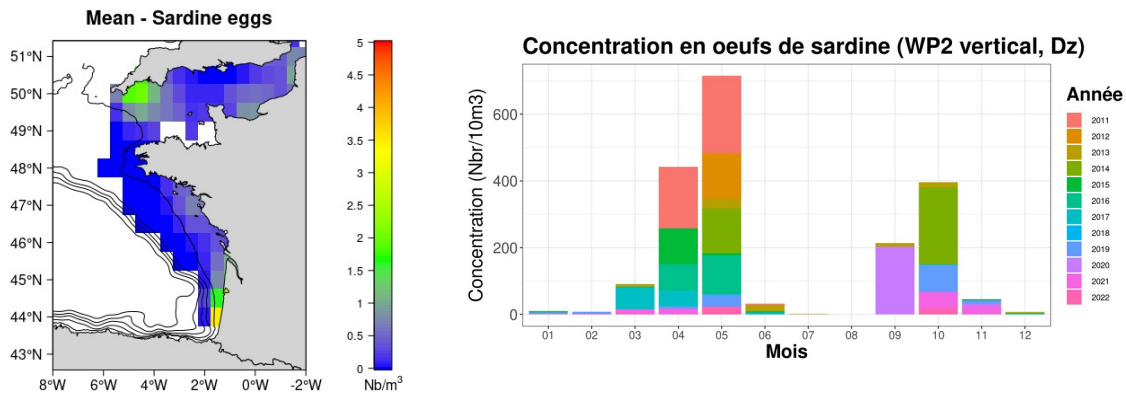 Mean - Sardine eggs
51°N
50°N
49°N
48°N
47°N
46°N
45°N
44°N
43°N
8°W 6°W 4°W 2°W 0°W -2°W
5
4.5
4
3.5
3
2.5
2
1.5
1
0.5
0
Nb/m³
Concentration en oeufs de sardine (WP2 vertical, Dz)
Concentration (Nbr/10m3)
600
400
200
0
01 02 03 04 05 06 07 08 09 10 11 12
Mois
Année
2011
2012
2013
2014
2015
2016
2017
2018
2019
2020
2021
2022